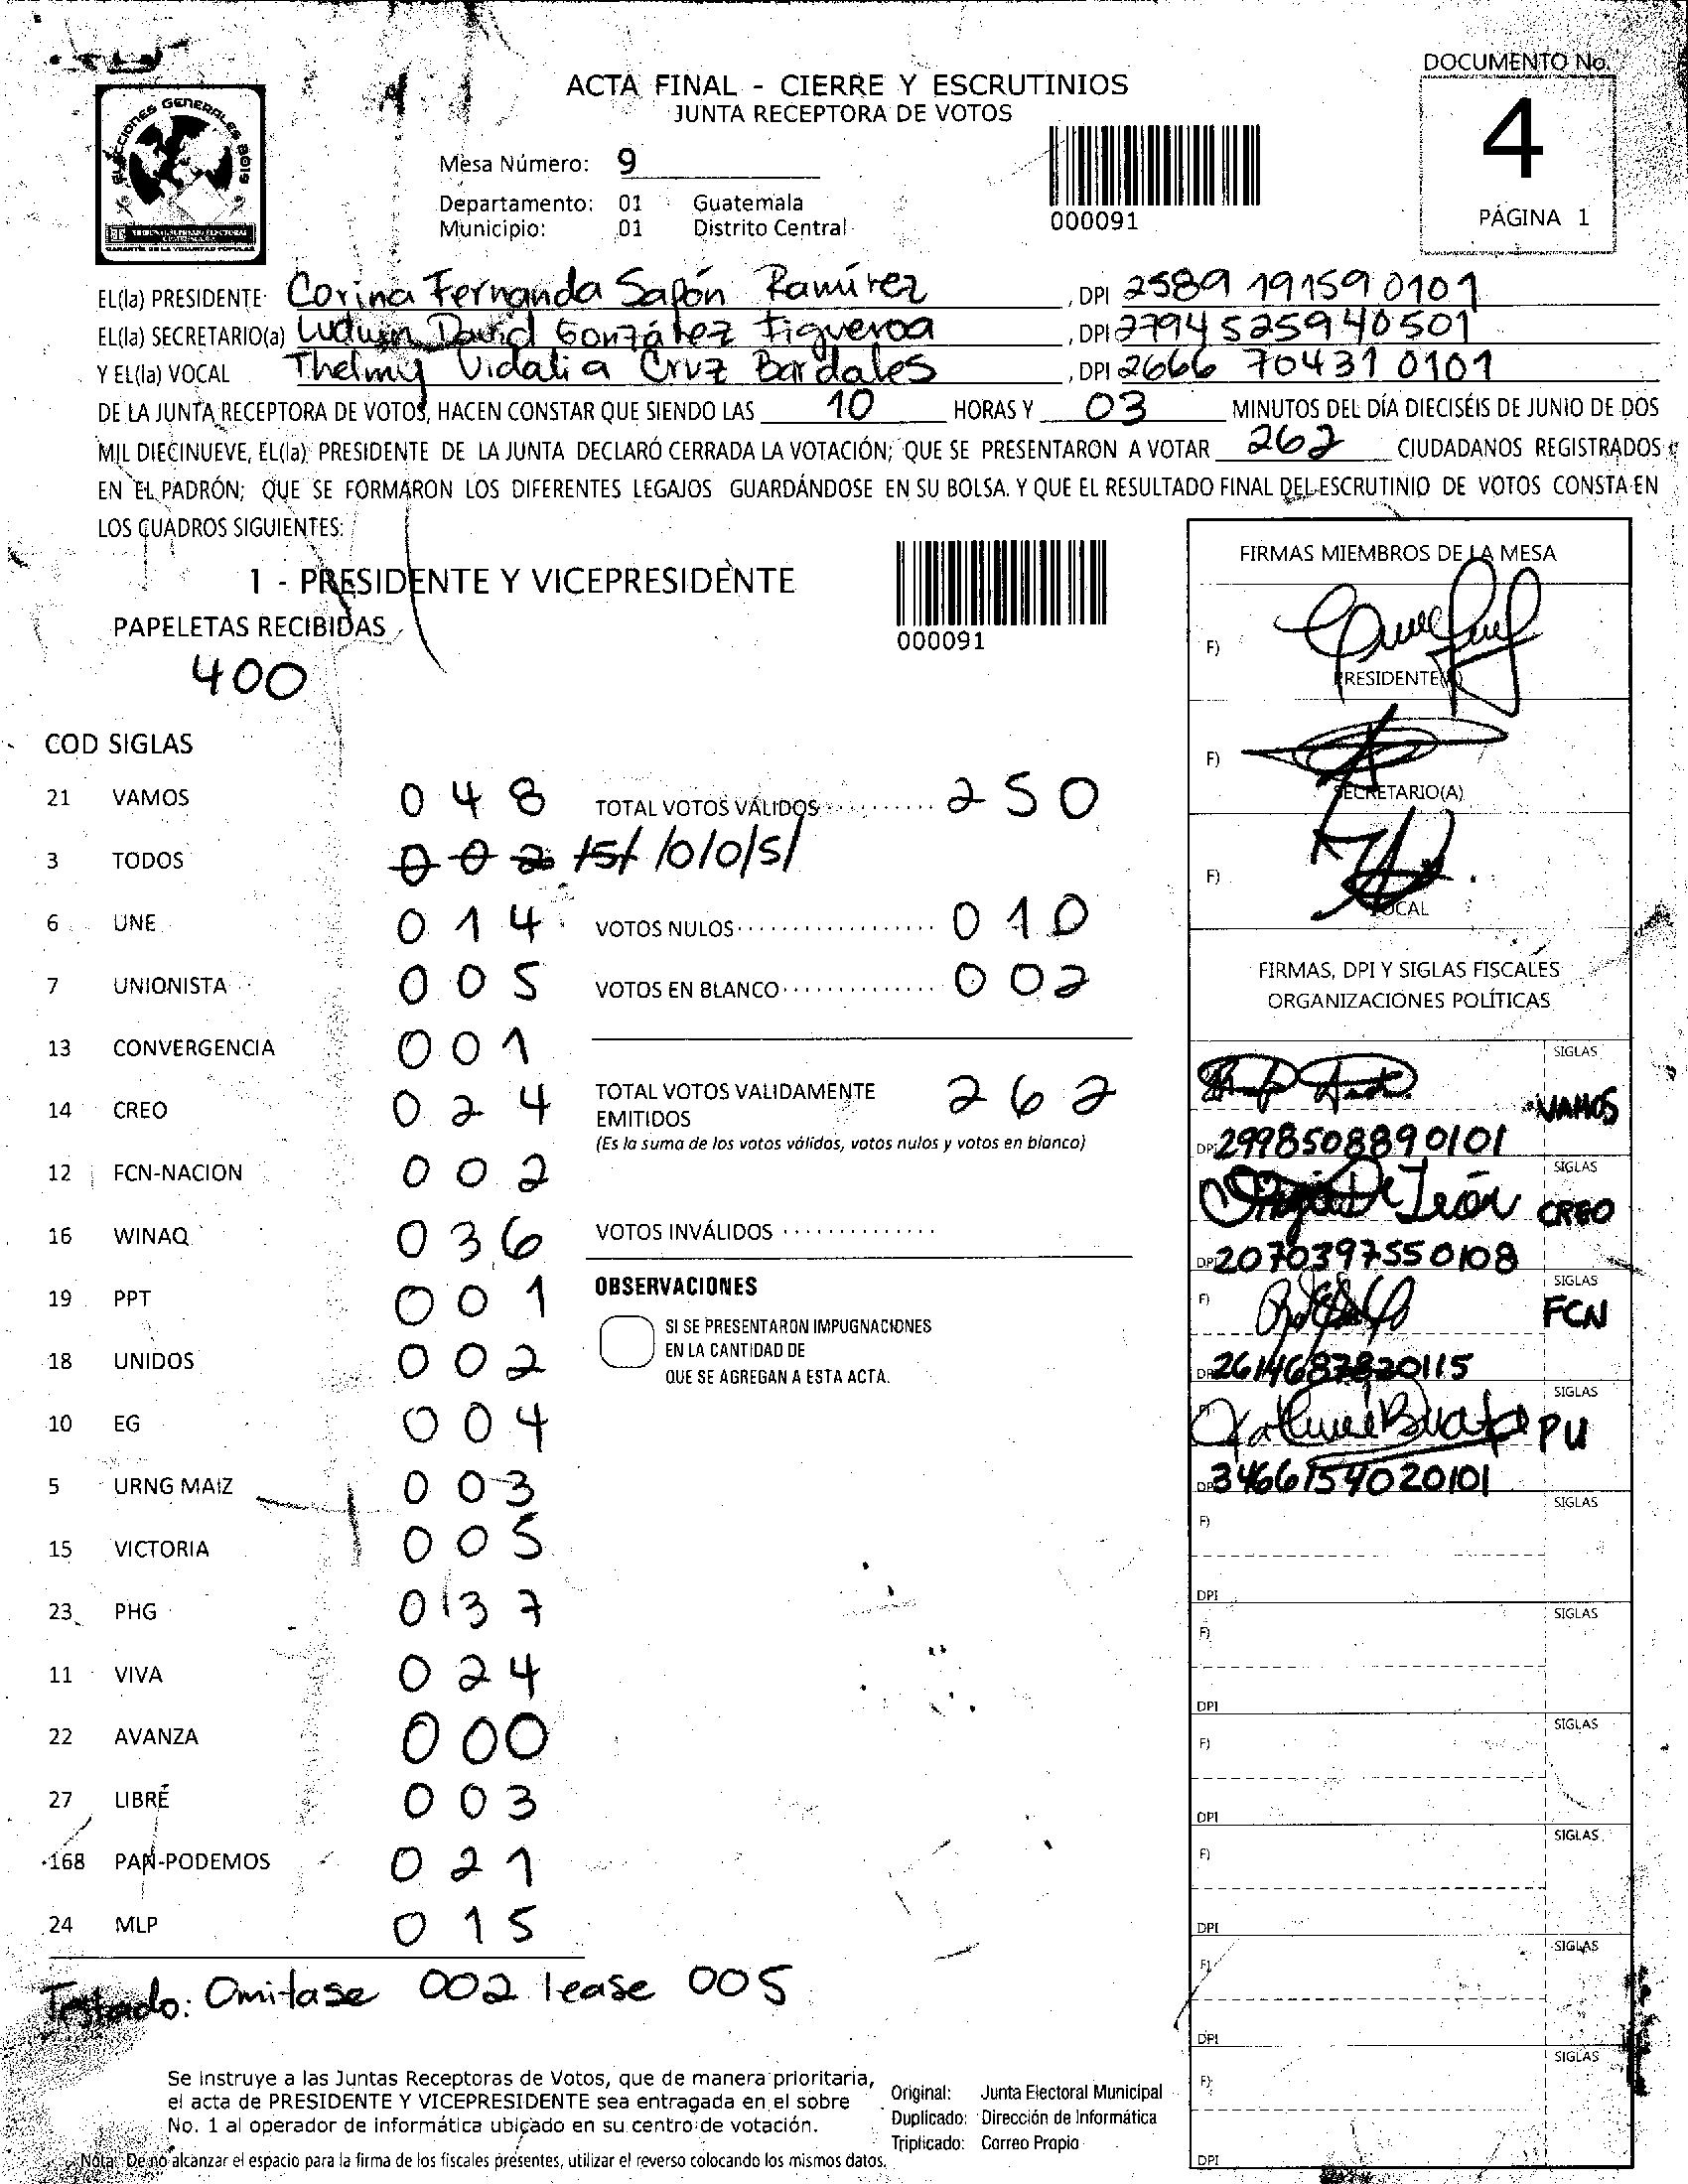 DOCUMENTO No.
4
PÁGINA 1
ELECCIONES GENERALES 2019
ACTA FINAL - CIERRE Y ESCRUTINIOS
JUNTA RECEPTORA DE VOTOS
Mesa Número: 9
Departamento: 01 Guatemala
Municipio: 01 Distrito Central
000091
EL(la) PRESIDENTE Corina Fernanda Sapón Ramírez , DPI 2589 19159 0101
EL(la) SECRETARIO(a) Ludwin David González Figueroa , DPI 2794 52594 0501
Y EL(la) VOCAL Thelmy Vidalia Cruz Bardales , DPI 2666 70431 0101
DE LA JUNTA RECEPTORA DE VOTOS, HACEN CONSTAR QUE SIENDO LAS 10 HORAS Y 03 MINUTOS DEL DÍA DIECISÉIS DE JUNIO DE DOS
MIL DIECINUEVE, EL(la) PRESIDENTE DE LA JUNTA DECLARÓ CERRADA LA VOTACIÓN; QUE SE PRESENTARON A VOTAR 262 CIUDADANOS REGISTRADOS
EN EL PADRÓN; QUE SE FORMARON LOS DIFERENTES LEGAJOS GUARDÁNDOSE EN SU BOLSA. Y QUE EL RESULTADO FINAL DEL ESCRUTINIO DE VOTOS CONSTA EN
LOS CUADROS SIGUIENTES:
1 - PRESIDENTE Y VICEPRESIDENTE
000091
PAPELETAS RECIBIDAS
400
COD SIGLAS
21 VAMOS 048
3 TODOS 002 /5/ /0/0/5/
6 UNE 014
7 UNIONISTA 005
13 CONVERGENCIA 001
14 CREO 024
12 FCN-NACION 002
16 WINAQ 036
19 PPT 001
18 UNIDOS 002
10 EG 004
5 URNG MAIZ 003
15 VICTORIA 005
23 PHG 037
11 VIVA 024
22 AVANZA 000
27 LIBRE 003
168 PAN-PODEMOS 021
24 MLP 015
TOTAL VOTOS VÁLIDOS 250
VOTOS NULOS 010
VOTOS EN BLANCO 002
TOTAL VOTOS VALIDAMENTE
EMITIDOS 262
(Es la suma de los votos válidos, votos nulos y votos en blanco)
VOTOS INVÁLIDOS
OBSERVACIONES
SI SE PRESENTARON IMPUGNACIONES
EN LA CANTIDAD DE
QUE SE AGREGAN A ESTA ACTA.
Testado: Omitase 002 lease 005
FIRMAS MIEMBROS DE LA MESA
F)
PRESIDENTE(A)
F)
SECRETARIO(A)
F)
VOCAL
FIRMAS, DPI Y SIGLAS FISCALES
ORGANIZACIONES POLÍTICAS
SIGLAS
VAMOS
DPI 2998508890101
SIGLAS
de León CREO
DPI 2070397550108
SIGLAS
F) FCN
DPI 2614687820115
SIGLAS
PU
DPI 3466154020101
SIGLAS
F)
DPI
SIGLAS
F)
DPI
SIGLAS
F)
DPI
SIGLAS
F)
DPI
SIGLAS
F)
DPI
SIGLAS
F)
DPI
Se instruye a las Juntas Receptoras de Votos, que de manera prioritaria,
el acta de PRESIDENTE Y VICEPRESIDENTE sea entragada en el sobre
No. 1 al operador de informática ubicado en su centro de votación.
Original: Junta Electoral Municipal
Duplicado: Dirección de Informática
Triplicado: Correo Propio
Nota: De no alcanzar el espacio para la firma de los fiscales présentes, utilizar el reverso colocando los mismos datos.